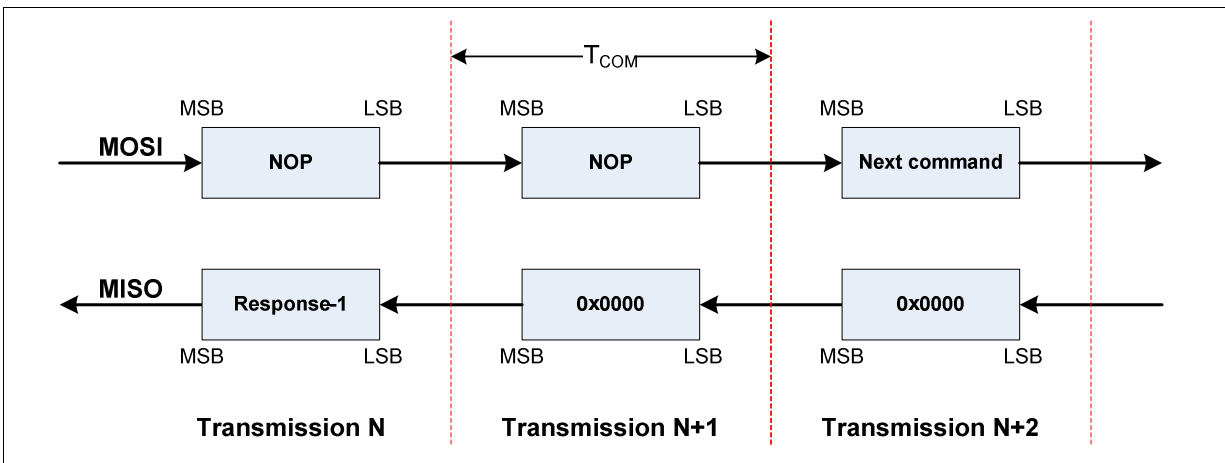 T_COM
MSB LSB MSB LSB MSB LSB
MOSI NOP NOP Next command
MISO Response-1 0x0000 0x0000
MSB LSB MSB LSB MSB LSB
Transmission N Transmission N+1 Transmission N+2